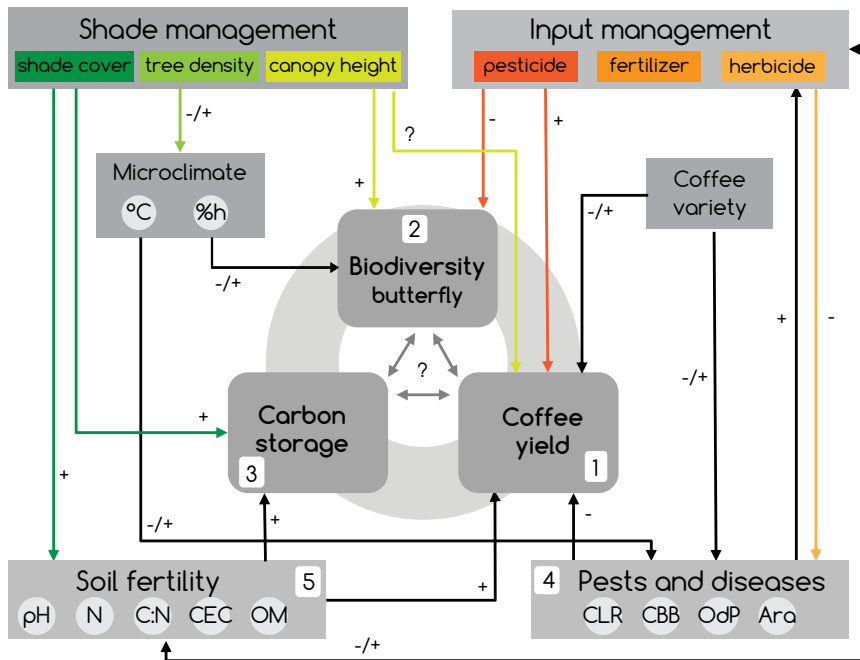 Shade management
shade cover
tree density
canopy height
Input management
pesticide
fertilizer
herbicide
-/+
?
-
+
+
Microclimate
°C
%h
Coffee
variety
-/+
-/+
2
Biodiversity
butterfly
+
-
?
-/+
Carbon
storage
3
Coffee
yield
1
+
+
-/+
+
-
Soil fertility
5
pH
N
C:N
CEC
OM
+
4
Pests and diseases
CLR
CBB
OdP
Ara
-/+